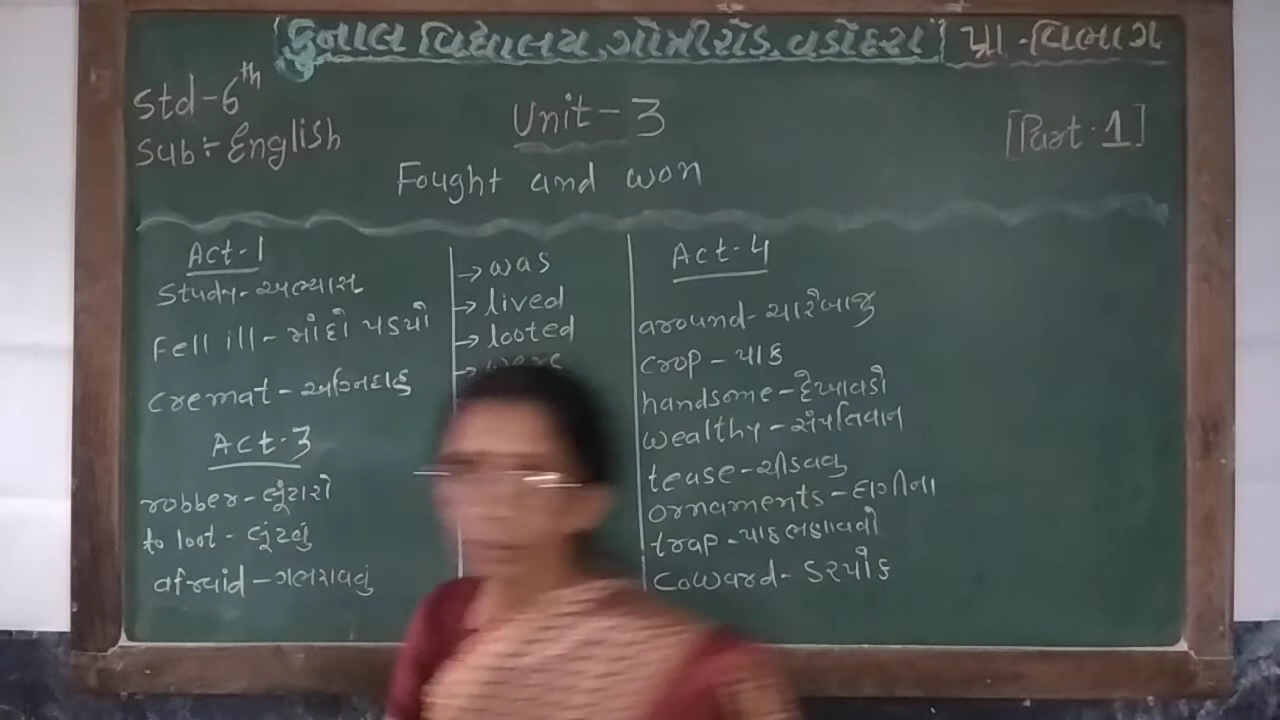 કુનાલ વિદ્યાલય, ગોત્રીરોડ, વડોદરા પ્રા-વિભાગ
Std-6th
Sub:- English
Unit-3
[Part-1]
Fought and won
Act-1
Study-અભ્યાસ
Fell ill-માંદો પડયો
Cremat-અગ્નિદાહ
Act-3
robber-લૂંટારો
to loot-લૂંટવું
afraid-ગભરાવવું
→was
→lived
→looted
→were
Act-4
around-ચારેબાજુ
crop-પાક
handsome-દેખાવડો
wealthy-સંપતિવાન
tease-ચીડવવુ
ornaments-દાગીના
trap-પાઠ ભણાવવો
Coward-ડરપોક